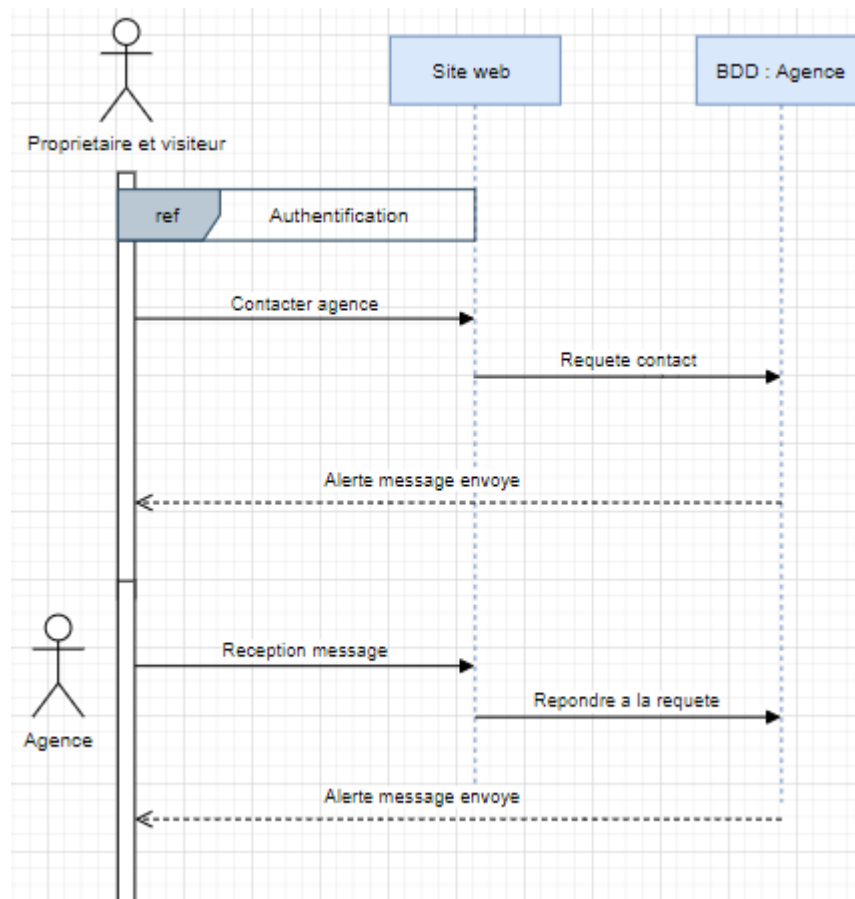 Site web
BDD : Agence
Proprietaire et visiteur
ref
Authentification
Contacter agence
Requete contact
Alerte message envoye
Reception message
Repondre a la requete
Agence
Alerte message envoye